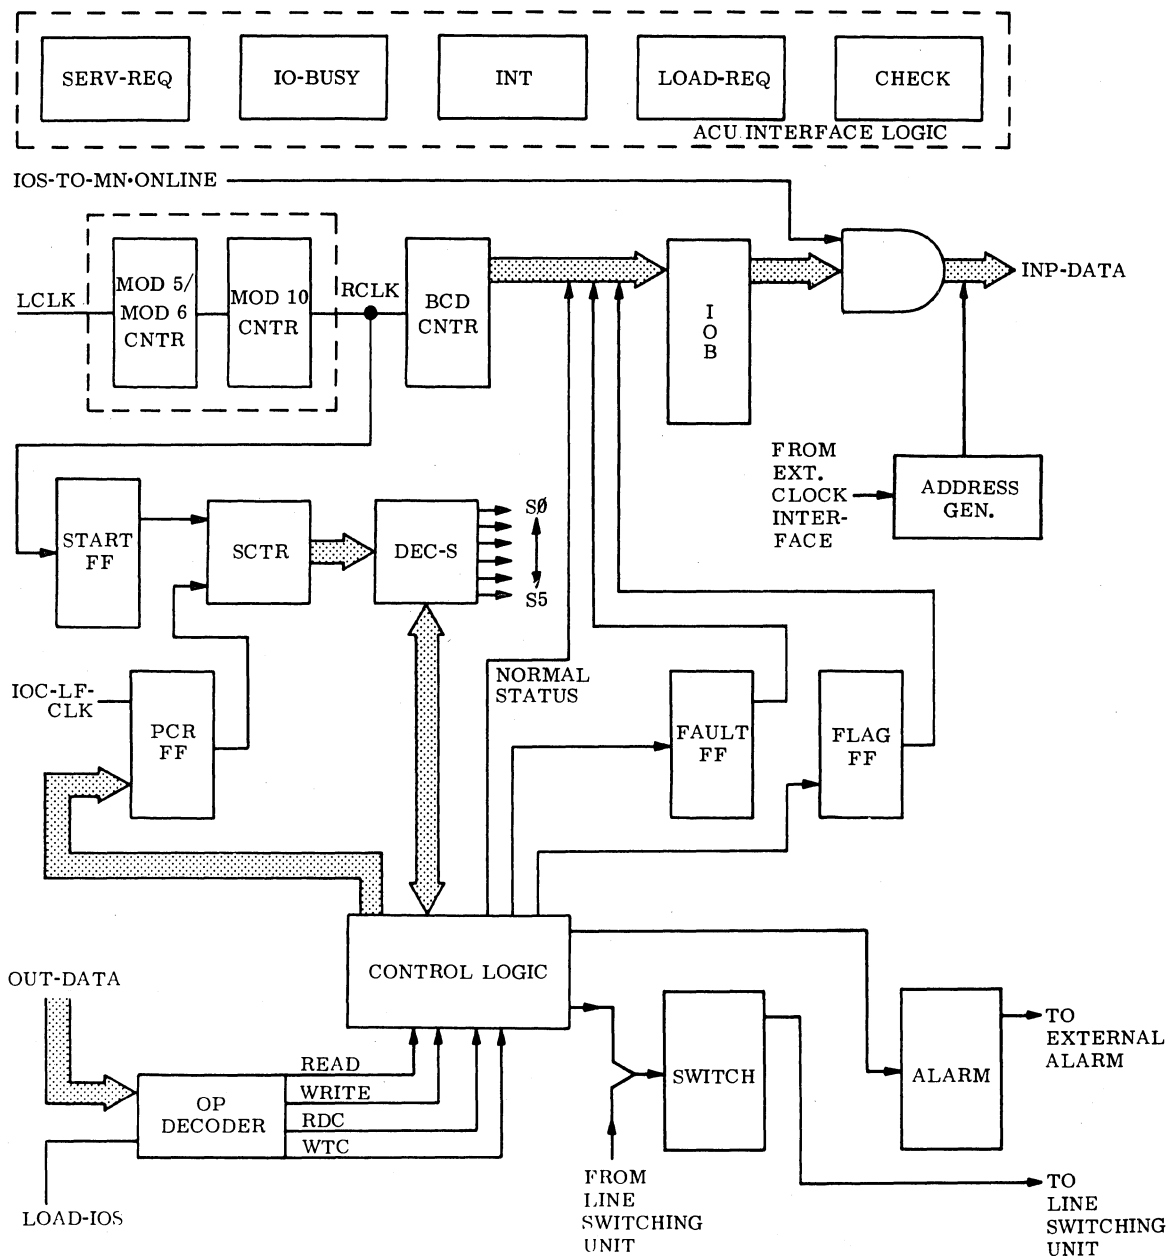 SERV-REQ
IO-BUSY
INT
LOAD-REQ
CHECK
ACU INTERFACE LOGIC
IOS-TO-MN•ONLINE
LCLK
MOD 5/
MOD 6
CNTR
MOD 10
CNTR
RCLK
BCD
CNTR
I
O
B
INP-DATA
FROM
EXT.
CLOCK
INTER-
FACE
ADDRESS
GEN.
START
FF
SCTR
DEC-S
SØ
S5
IOC-LF-
CLK
PCR
FF
NORMAL
STATUS
FAULT
FF
FLAG
FF
CONTROL LOGIC
OUT-DATA
OP
DECODER
READ
WRITE
RDC
WTC
LOAD-IOS
SWITCH
FROM
LINE
SWITCHING
UNIT
ALARM
TO
EXTERNAL
ALARM
TO
LINE
SWITCHING
UNIT